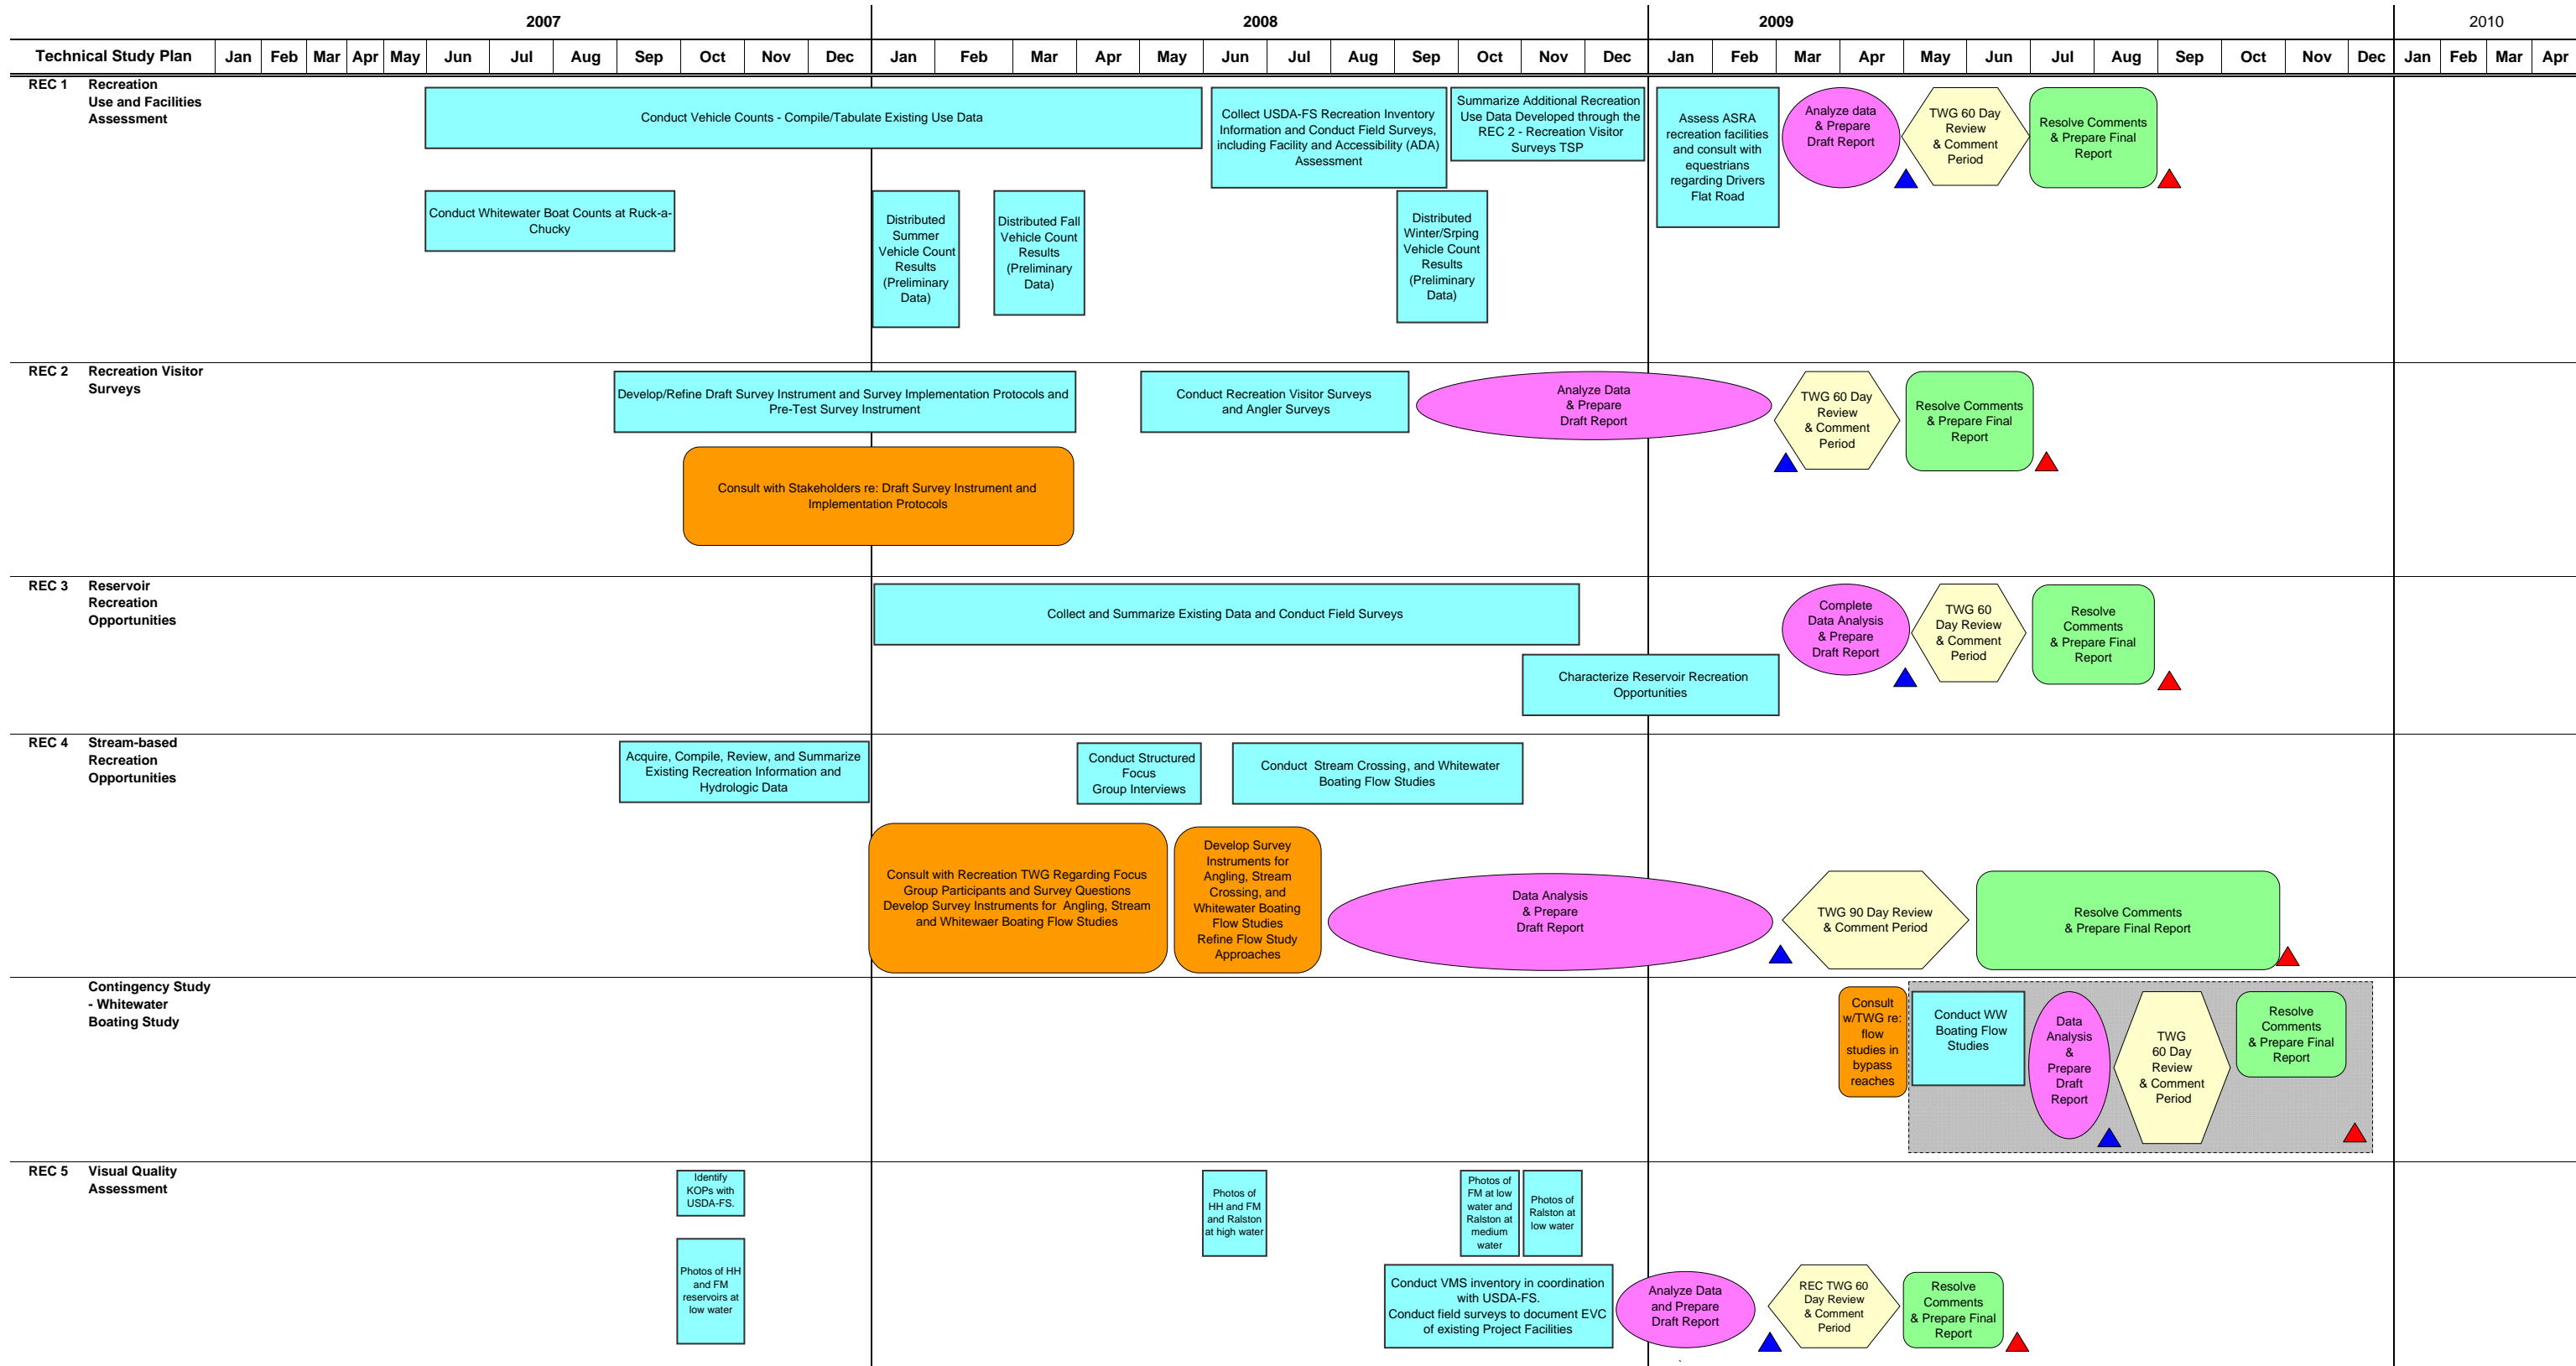 2007
2008
2009
2010
Technical Study Plan
Jan
Feb
Mar
Apr
May
Jun
Jul
Aug
Sep
Oct
Nov
Dec
Jan
Feb
Mar
Apr
May
Jun
Jul
Aug
Sep
Oct
Nov
Dec
Jan
Feb
Mar
Apr
May
Jun
Jul
Aug
Sep
Oct
Nov
Dec
Jan
Feb
Mar
Apr
REC 1
Recreation
Use and Facilities
Assessment
Conduct Vehicle Counts - Compile/Tabulate Existing Use Data
Collect USDA-FS Recreation Inventory
Information and Conduct Field Surveys,
including Facility and Accessibility (ADA)
Assessment
Summarize Additional Recreation
Use Data Developed through the
REC 2 - Recreation Visitor
Surveys TSP
Assess ASRA
recreation facilities
and consult with
equestrians
regarding Drivers
Flat Road
Analyze data
& Prepare
Draft Report
TWG 60 Day
Review
& Comment
Period
Resolve Comments
& Prepare Final
Report
Conduct Whitewater Boat Counts at Ruck-a-
Chucky
Distributed
Summer
Vehicle Count
Results
(Preliminary
Data)
Distributed Fall
Vehicle Count
Results
(Preliminary
Data)
Distributed
Winter/Srping
Vehicle Count
Results
(Preliminary
Data)
REC 2
Recreation Visitor
Surveys
Develop/Refine Draft Survey Instrument and Survey Implementation Protocols and
Pre-Test Survey Instrument
Conduct Recreation Visitor Surveys
and Angler Surveys
Analyze Data
& Prepare
Draft Report
TWG 60 Day
Review
& Comment
Period
Resolve Comments
& Prepare Final
Report
Consult with Stakeholders re: Draft Survey Instrument and
Implementation Protocols
REC 3
Reservoir
Recreation
Opportunities
Collect and Summarize Existing Data and Conduct Field Surveys
Complete
Data Analysis
& Prepare
Draft Report
TWG 60
Day Review
& Comment
Period
Resolve
Comments
& Prepare Final
Report
Characterize Reservoir Recreation
Opportunities
REC 4
Stream-based
Recreation
Opportunities
Acquire, Compile, Review, and Summarize
Existing Recreation Information and
Hydrologic Data
Conduct Structured
Focus
Group Interviews
Conduct Stream Crossing, and Whitewater
Boating Flow Studies
Consult with Recreation TWG Regarding Focus
Group Participants and Survey Questions
Develop Survey Instruments for Angling, Stream
and Whitewaer Boating Flow Studies
Develop Survey
Instruments for
Angling, Stream
Crossing, and
Whitewater Boating
Flow Studies
Refine Flow Study
Approaches
Data Analysis
& Prepare
Draft Report
TWG 90 Day Review
& Comment Period
Resolve Comments
& Prepare Final Report
Contingency Study
- Whitewater
Boating Study
Consult
w/TWG re:
flow
studies in
bypass
reaches
Conduct WW
Boating Flow
Studies
Data
Analysis
&
Prepare
Draft
Report
TWG
60 Day
Review
& Comment
Period
Resolve
Comments
& Prepare Final
Report
REC 5
Visual Quality
Assessment
Identify
KOPs with
USDA-FS.
Photos of
HH and FM
and Ralston
at high water
Photos of
FM at low
water and
Ralston at
medium
water
Photos of
Ralston at
low water
Photos of HH
and FM
reservoirs at
low water
Conduct VMS inventory in coordination
with USDA-FS.
Conduct field surveys to document EVC
of existing Project Facilities
Analyze Data
and Prepare
Draft Report
REC TWG 60
Day Review
& Comment
Period
Resolve
Comments
& Prepare Final
Report